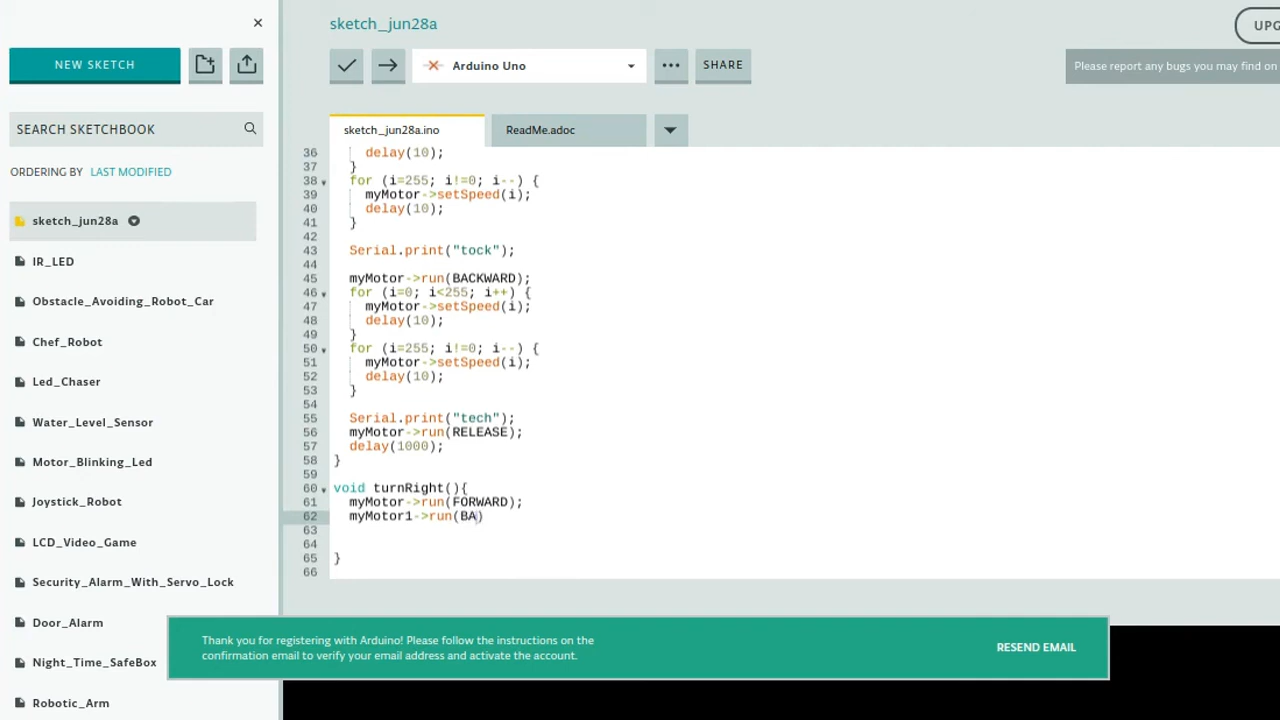 ×
sketch_jun28a
UPG
NEW SKETCH
Arduino Uno
SHARE
Please report any bugs you may find on
SEARCH SKETCHBOOK
sketch_jun28a.ino
ReadMe.adoc
ORDERING BY LAST MODIFIED
sketch_jun28a
IR_LED
Obstacle_Avoiding_Robot_Car
Chef_Robot
Led_Chaser
Water_Level_Sensor
Motor_Blinking_Led
Joystick_Robot
LCD_Video_Game
Security_Alarm_With_Servo_Lock
Door_Alarm
Night_Time_SafeBox
Robotic_Arm
36 delay(10);
37 }
38 for (i=255; i!=0; i--) {
39 myMotor->setSpeed(i);
40 delay(10);
41 }
42
43 Serial.print("tock");
44
45 myMotor->run(BACKWARD);
46 for (i=0; i<255; i++) {
47 myMotor->setSpeed(i);
48 delay(10);
49 }
50 for (i=255; i!=0; i--) {
51 myMotor->setSpeed(i);
52 delay(10);
53 }
54
55 Serial.print("tech");
56 myMotor->run(RELEASE);
57 delay(1000);
58 }
59
60 void turnRight(){
61 myMotor->run(FORWARD);
62 myMotor1->run(BA)
63
64
65 }
66
Thank you for registering with Arduino! Please follow the instructions on the
confirmation email to verify your email address and activate the account.
RESEND EMAIL